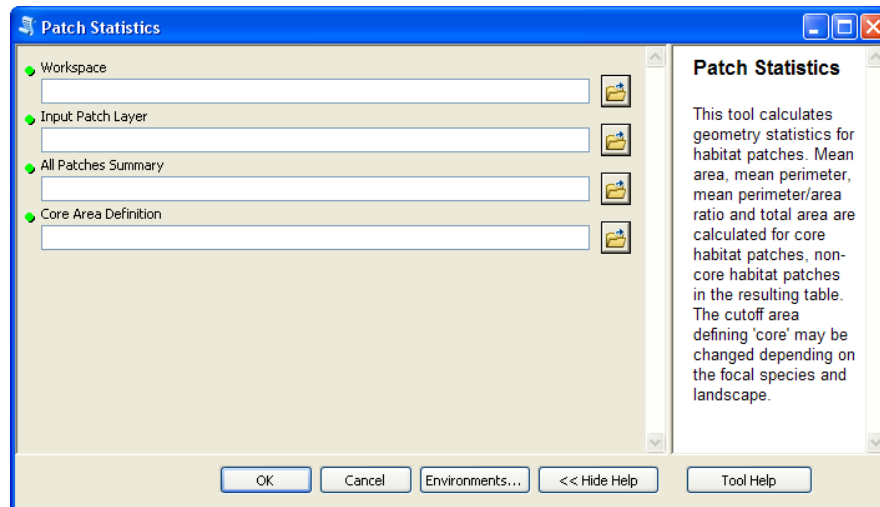 Patch Statistics
Workspace
Input Patch Layer
All Patches Summary
Core Area Definition
Patch Statistics
This tool calculates
geometry statistics for
habitat patches. Mean
area, mean perimeter,
mean perimeter/area
ratio and total area are
calculated for core
habitat patches, non-
core habitat patches
in the resulting table.
The cutoff area
defining 'core' may be
changed depending on
the focal species and
landscape.
OK Cancel Environments... << Hide Help Tool Help